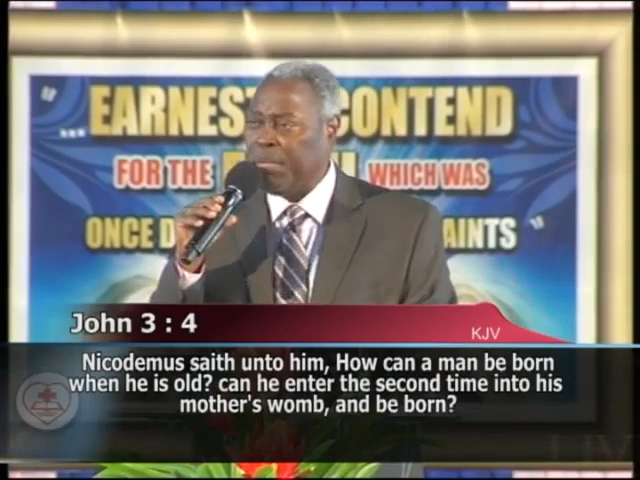 "... EARNES CONTEND
FOR THE WHICH WAS
ONCE D AINTS"
John 3 : 4
KJV
Nicodemus saith unto him, How can a man be born
when he is old? can he enter the second time into his
mother's womb, and be born?